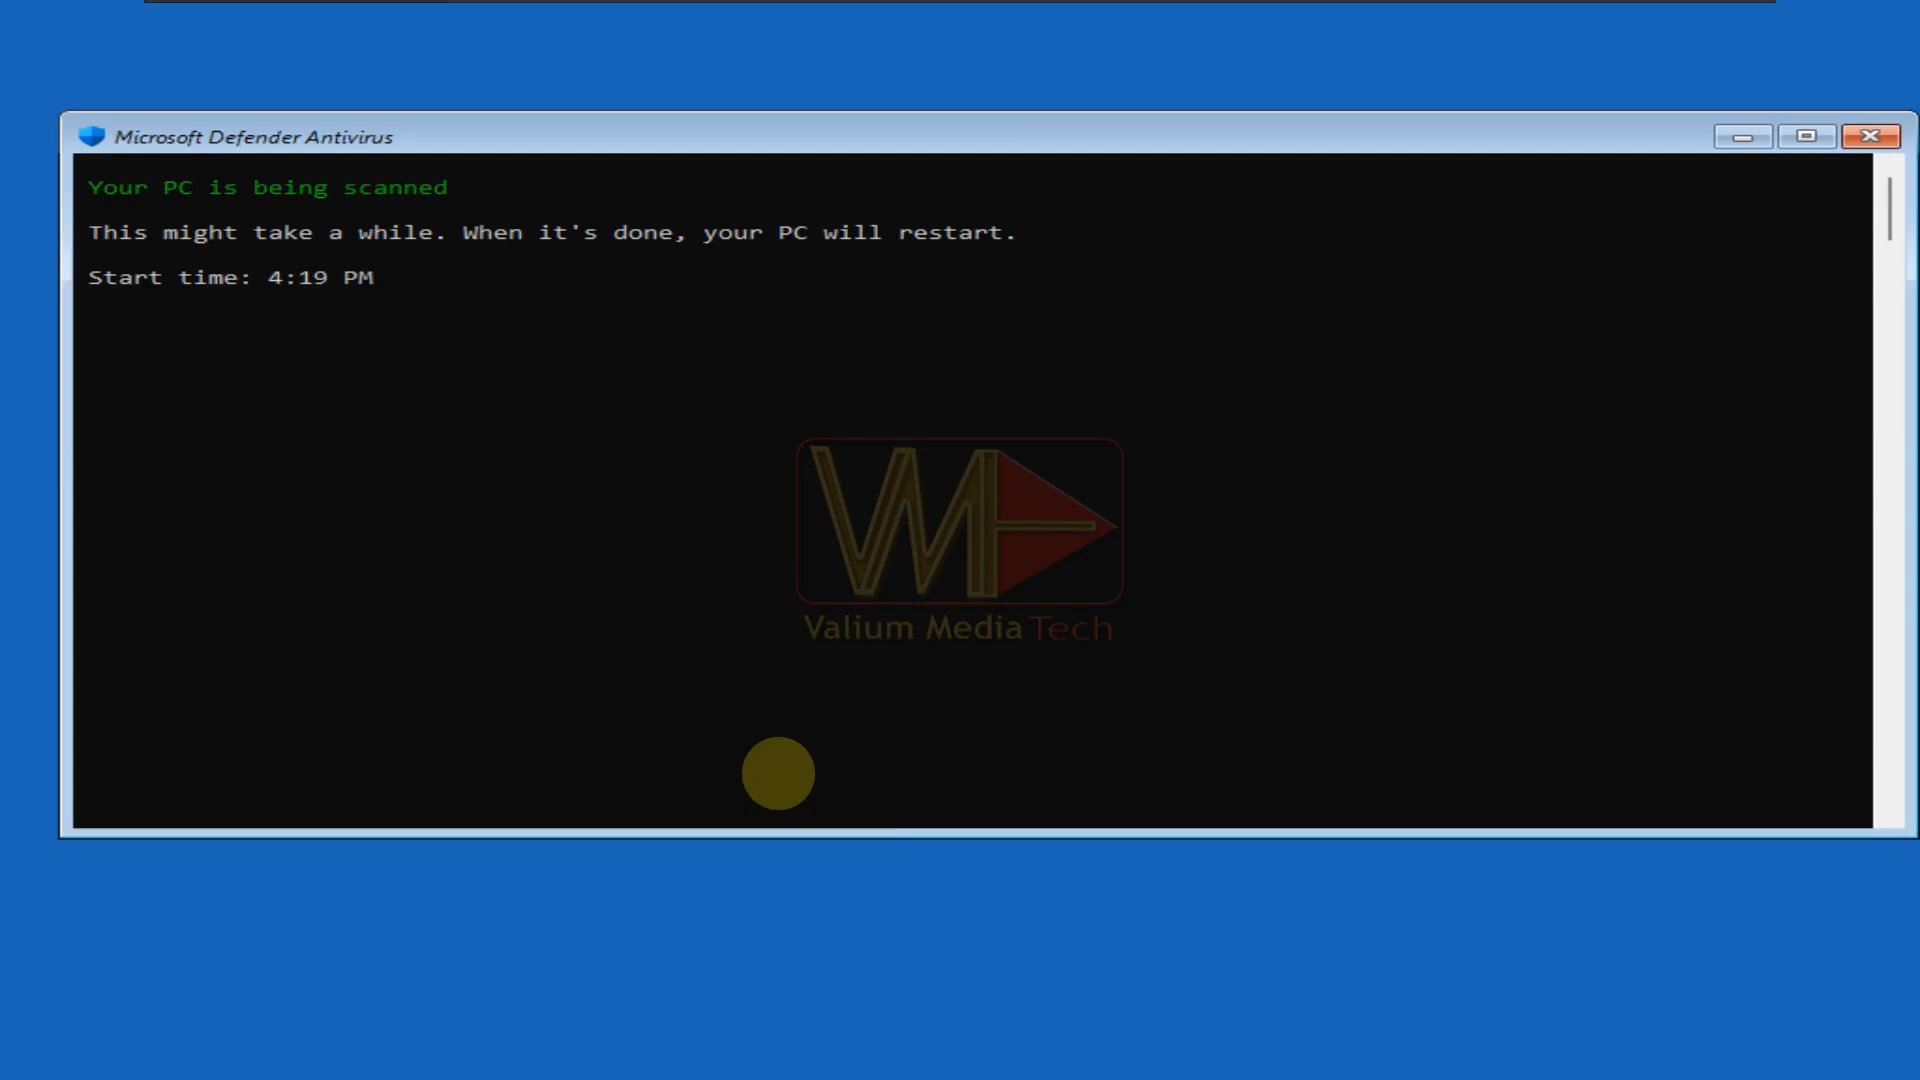 Microsoft Defender Antivirus
Your PC is being scanned
This might take a while. When it's done, your PC will restart.
Start time: 4:19 PM
VM
Valium Media Tech